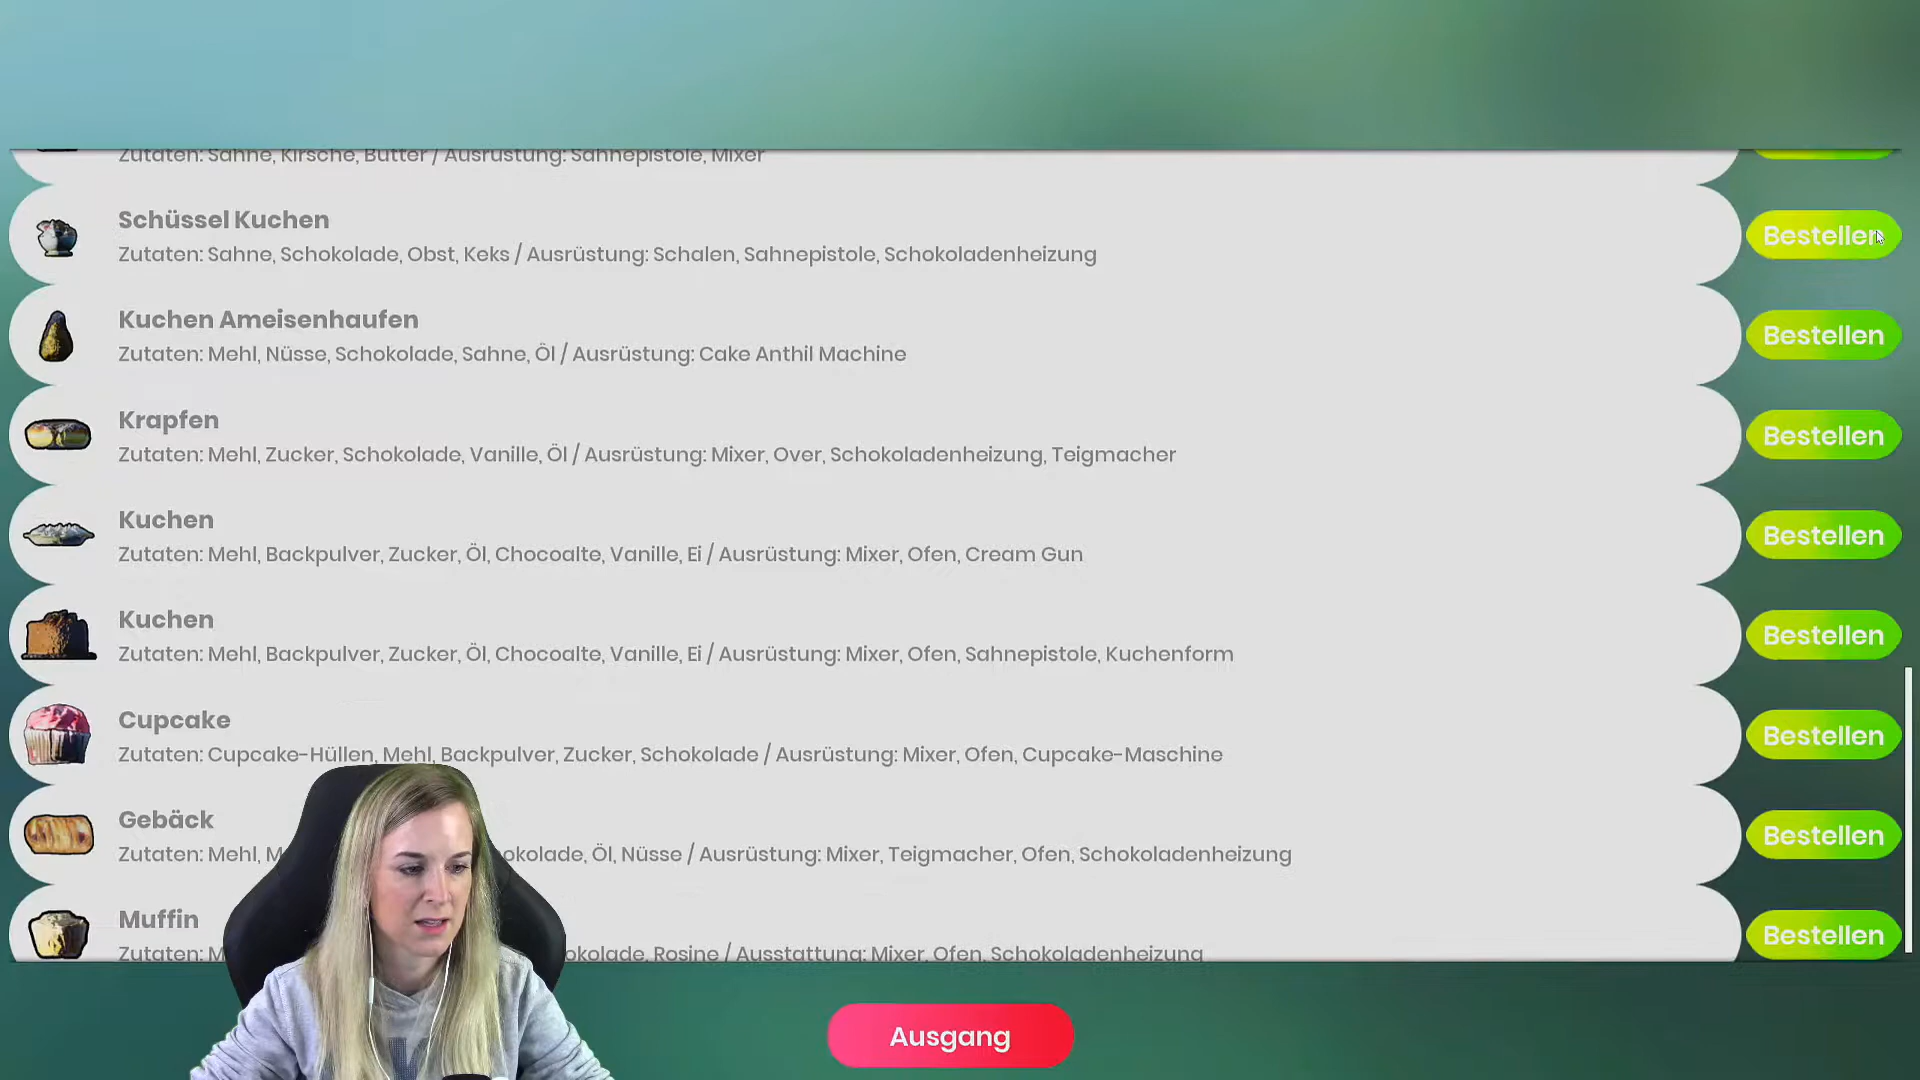 Zutaten: Sahne, Kirsche, Butter / Ausrüstung: Sahnepistole, Mixer
Schüssel Kuchen
Zutaten: Sahne, Schokolade, Obst, Keks / Ausrüstung: Schalen, Sahnepistole, Schokoladenheizung
Bestellen
Kuchen Ameisenhaufen
Zutaten: Mehl, Nüsse, Schokolade, Sahne, Öl / Ausrüstung: Cake Anthil Machine
Bestellen
Krapfen
Zutaten: Mehl, Zucker, Schokolade, Vanille, Öl / Ausrüstung: Mixer, Over, Schokoladenheizung, Teigmacher
Bestellen
Kuchen
Zutaten: Mehl, Backpulver, Zucker, Öl, Chocoalte, Vanille, Ei / Ausrüstung: Mixer, Ofen, Cream Gun
Bestellen
Kuchen
Zutaten: Mehl, Backpulver, Zucker, Öl, Chocoalte, Vanille, Ei / Ausrüstung: Mixer, Ofen, Sahnepistole, Kuchenform
Bestellen
Cupcake
Zutaten: Cupcake-Hüllen, Mehl, Backpulver, Zucker, Schokolade / Ausrüstung: Mixer, Ofen, Cupcake-Maschine
Bestellen
Gebäck
Zutaten: Mehl, okolade, Öl, Nüsse / Ausrüstung: Mixer, Teigmacher, Ofen, Schokoladenheizung
Bestellen
Muffin
Zutaten: okolade, Rosine / Ausstattung: Mixer, Ofen, Schokoladenheizung
Bestellen
Ausgang